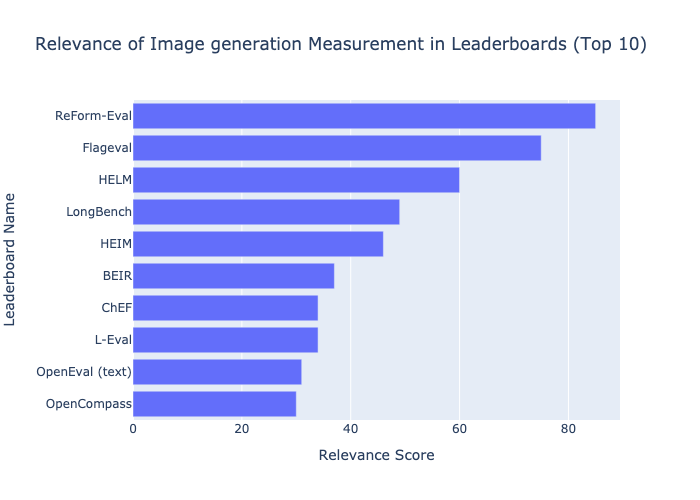 Relevance of Image generation Measurement in Leaderboards (Top 10)
Leaderboard Name
ReForm-Eval
Flageval
HELM
LongBench
HEIM
BEIR
ChEF
L-Eval
OpenEval (text)
OpenCompass
0 20 40 60 80
Relevance Score